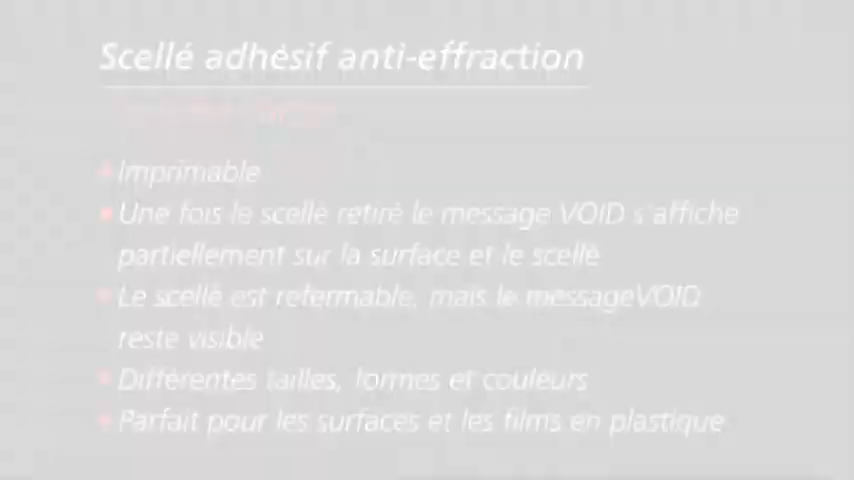 Scellé adhésif anti-effraction
Imprimable
Une fois le scellé retiré le message VOID s'affiche
partiellement sur la surface et le scellé
Le scellé est refermable, mais le messageVOID
reste visible
Différentes tailles, formes et couleurs
Parfait pour les surfaces et les films en plastique